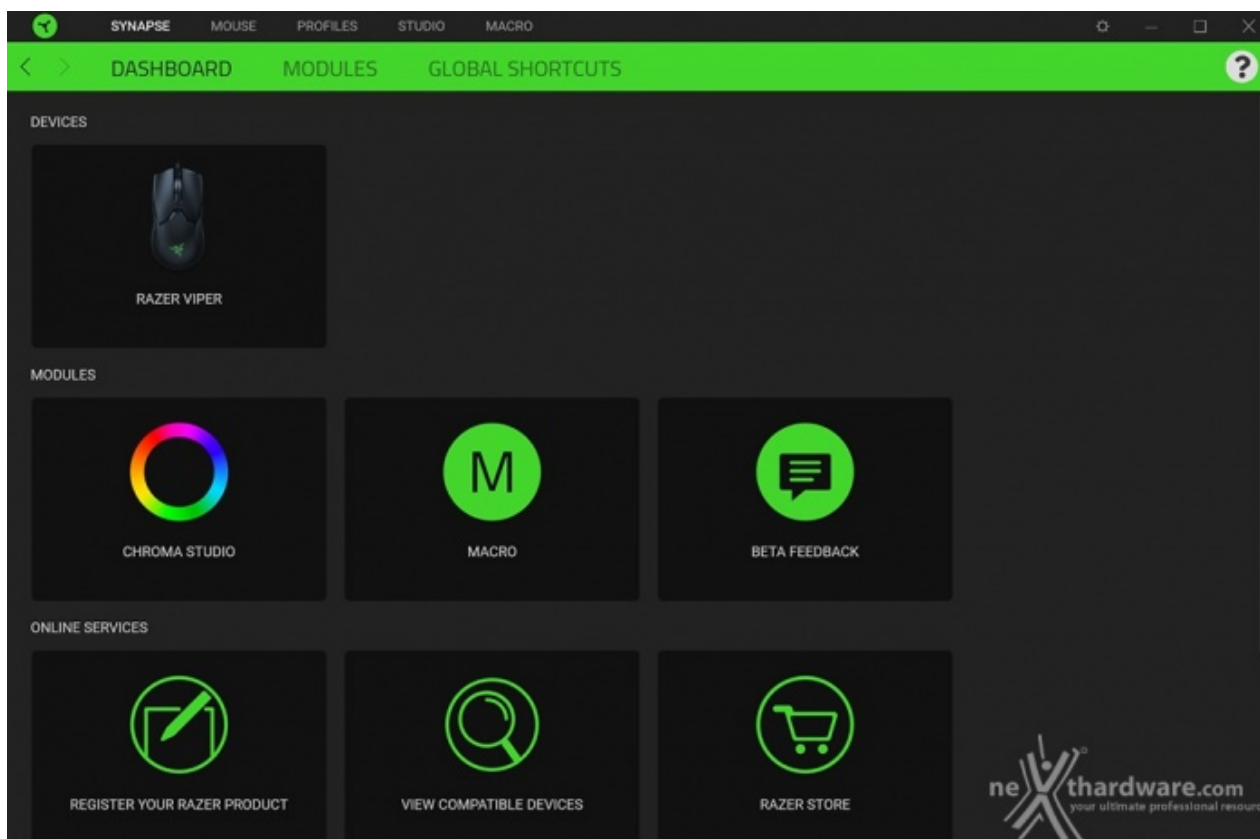 SYNAPSE MOUSE PROFILES STUDIO MACRO
DASHBOARD MODULES GLOBAL SHORTCUTS ?
DEVICES
RAZER VIPER
MODULES
M
CHROMA STUDIO MACRO BETA FEEDBACK
ONLINE SERVICES
REGISTER YOUR RAZER PRODUCT VIEW COMPATIBLE DEVICES RAZER STORE
neXthardware.com
your ultimate professional resour